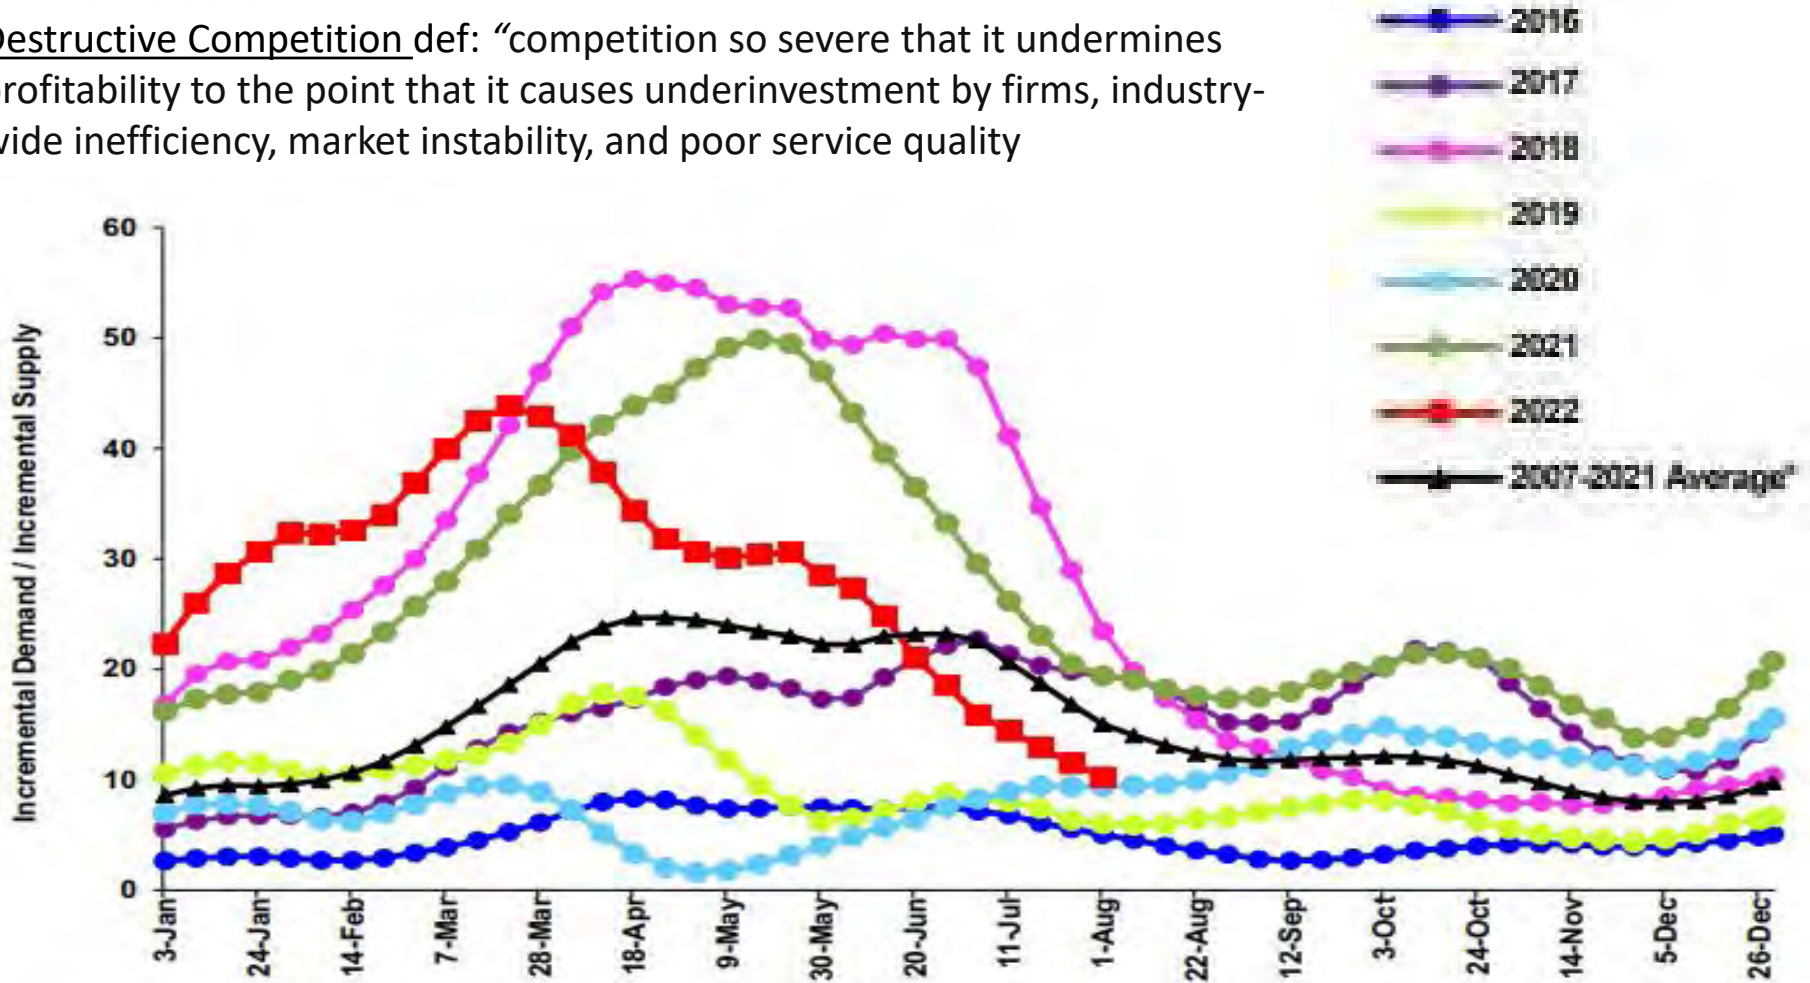 Destructive Competition def: “competition so severe that it undermines
profitability to the point that it causes underinvestment by firms, industry-
wide inefficiency, market instability, and poor service quality
2016
2017
2018
2019
2020
2021
2022
2007-2021 Average*
Incremental Demand / Incremental Supply
60
50
40
30
20
10
0
3-Jan
24-Jan
14-Feb
7-Mar
28-Mar
18-Apr
9-May
30-May
20-Jun
11-Jul
1-Aug
22-Aug
12-Sep
3-Oct
24-Oct
14-Nov
5-Dec
26-Dec